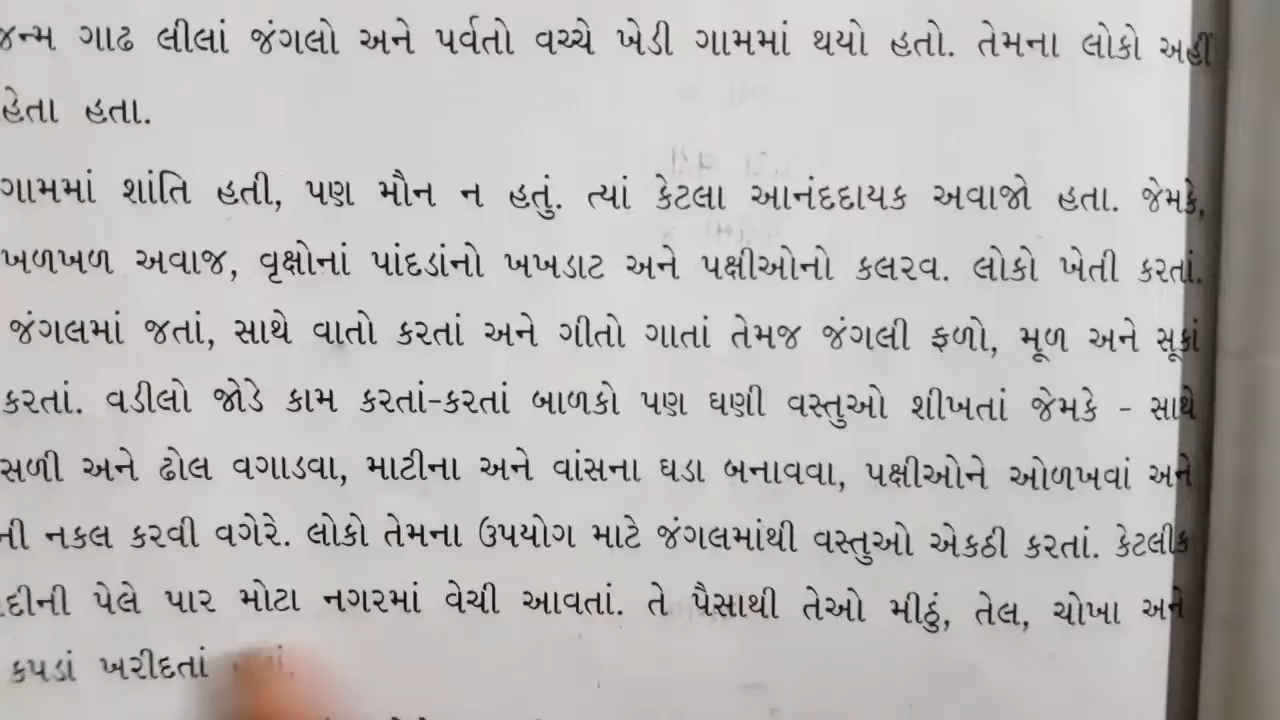 જન્મ ગાઢ લીલાં જંગલો અને પર્વતો વચ્ચે ખેડી ગામમાં થયો હતો. તેમના લોકો અહીં
હેતા હતા.
ગામમાં શાંતિ હતી, પણ મૌન ન હતું. ત્યાં કેટલા આનંદદાયક અવાજો હતા. જેમકે,
ખળખળ અવાજ, વૃક્ષોનાં પાંદડાંનો ખખડાટ અને પક્ષીઓનો કલરવ. લોકો ખેતી કરતાં.
જંગલમાં જતાં, સાથે વાતો કરતાં અને ગીતો ગાતાં તેમજ જંગલી ફળો, મૂળ અને સૂકાં
કરતાં. વડીલો જોડે કામ કરતાં-કરતાં બાળકો પણ ઘણી વસ્તુઓ શીખતાં જેમકે - સાથે
સળી અને ઢોલ વગાડવા, માટીના અને વાંસના ઘડા બનાવવા, પક્ષીઓને ઓળખવાં અને
ની નકલ કરવી વગેરે. લોકો તેમના ઉપયોગ માટે જંગલમાંથી વસ્તુઓ એકઠી કરતાં. કેટલીક
દીની પેલે પાર મોટા નગરમાં વેચી આવતાં. તે પૈસાથી તેઓ મીઠું, તેલ, ચોખા અને
કપડાં ખરીદતાં